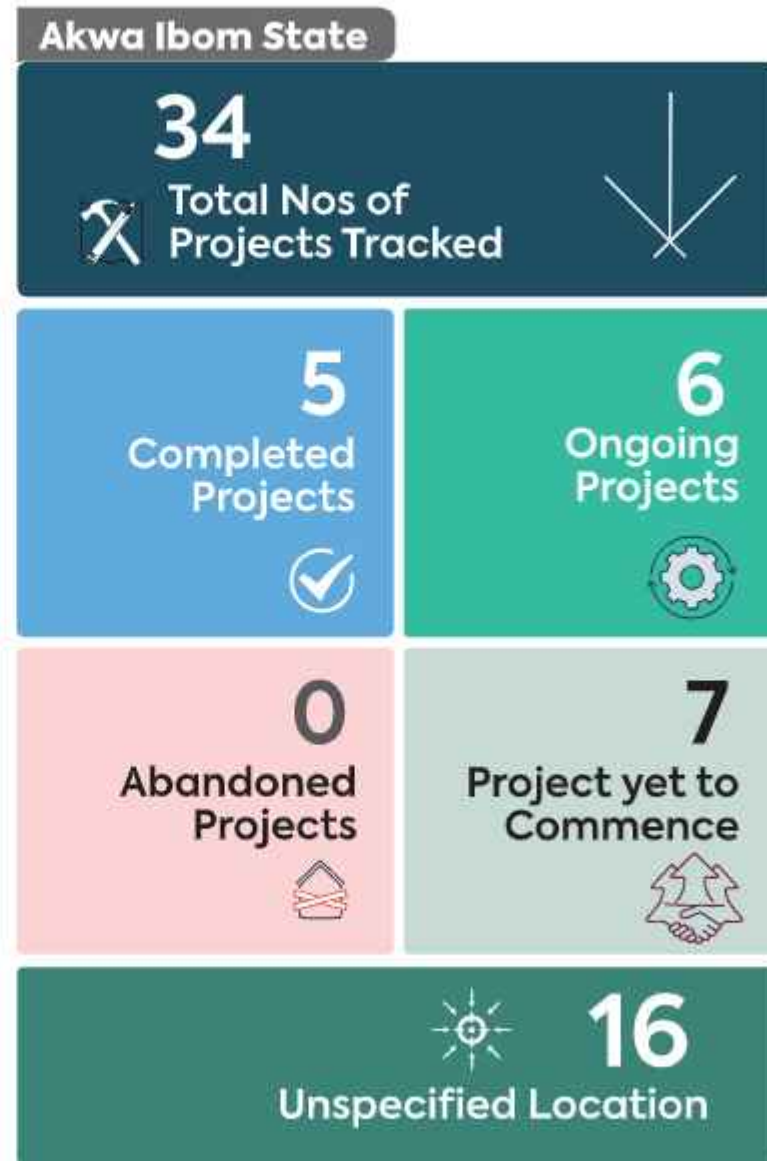 Akwa Ibom State
34
Total Nos of
Projects Tracked
5
Completed
Projects
6
Ongoing
Projects
0
Abandoned
Projects
7
Project yet to
Commence
16
Unspecified Location